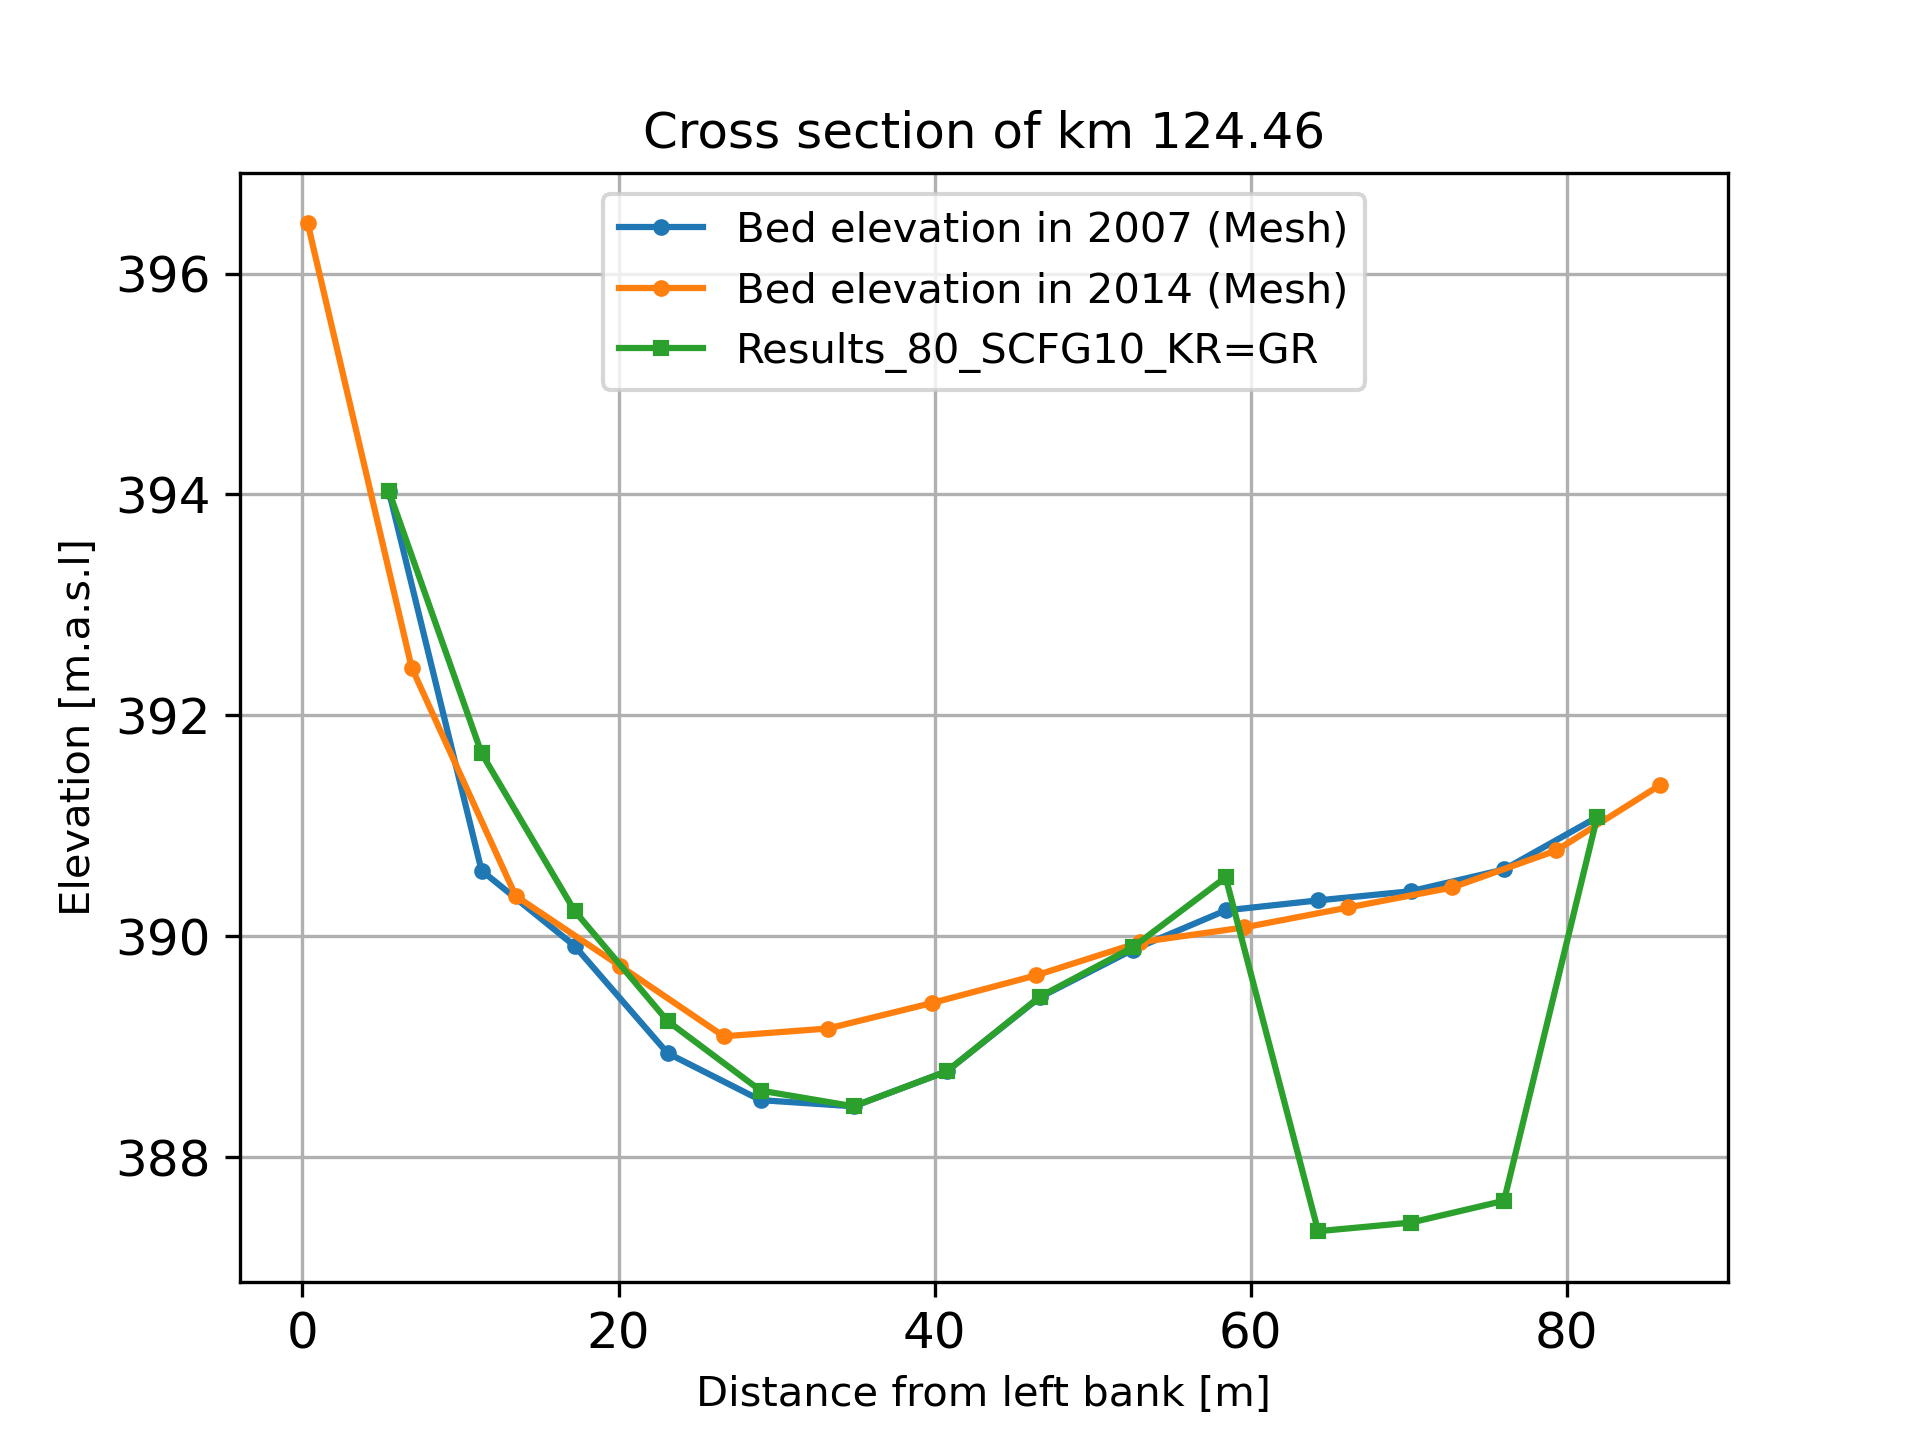 Cross section of km 124.46
Bed elevation in 2007 (Mesh)
Bed elevation in 2014 (Mesh)
Results_80_SCFG10_KR=GR
396
394
392
390
388
Elevation [m.a.s.l]
0 20 40 60 80
Distance from left bank [m]